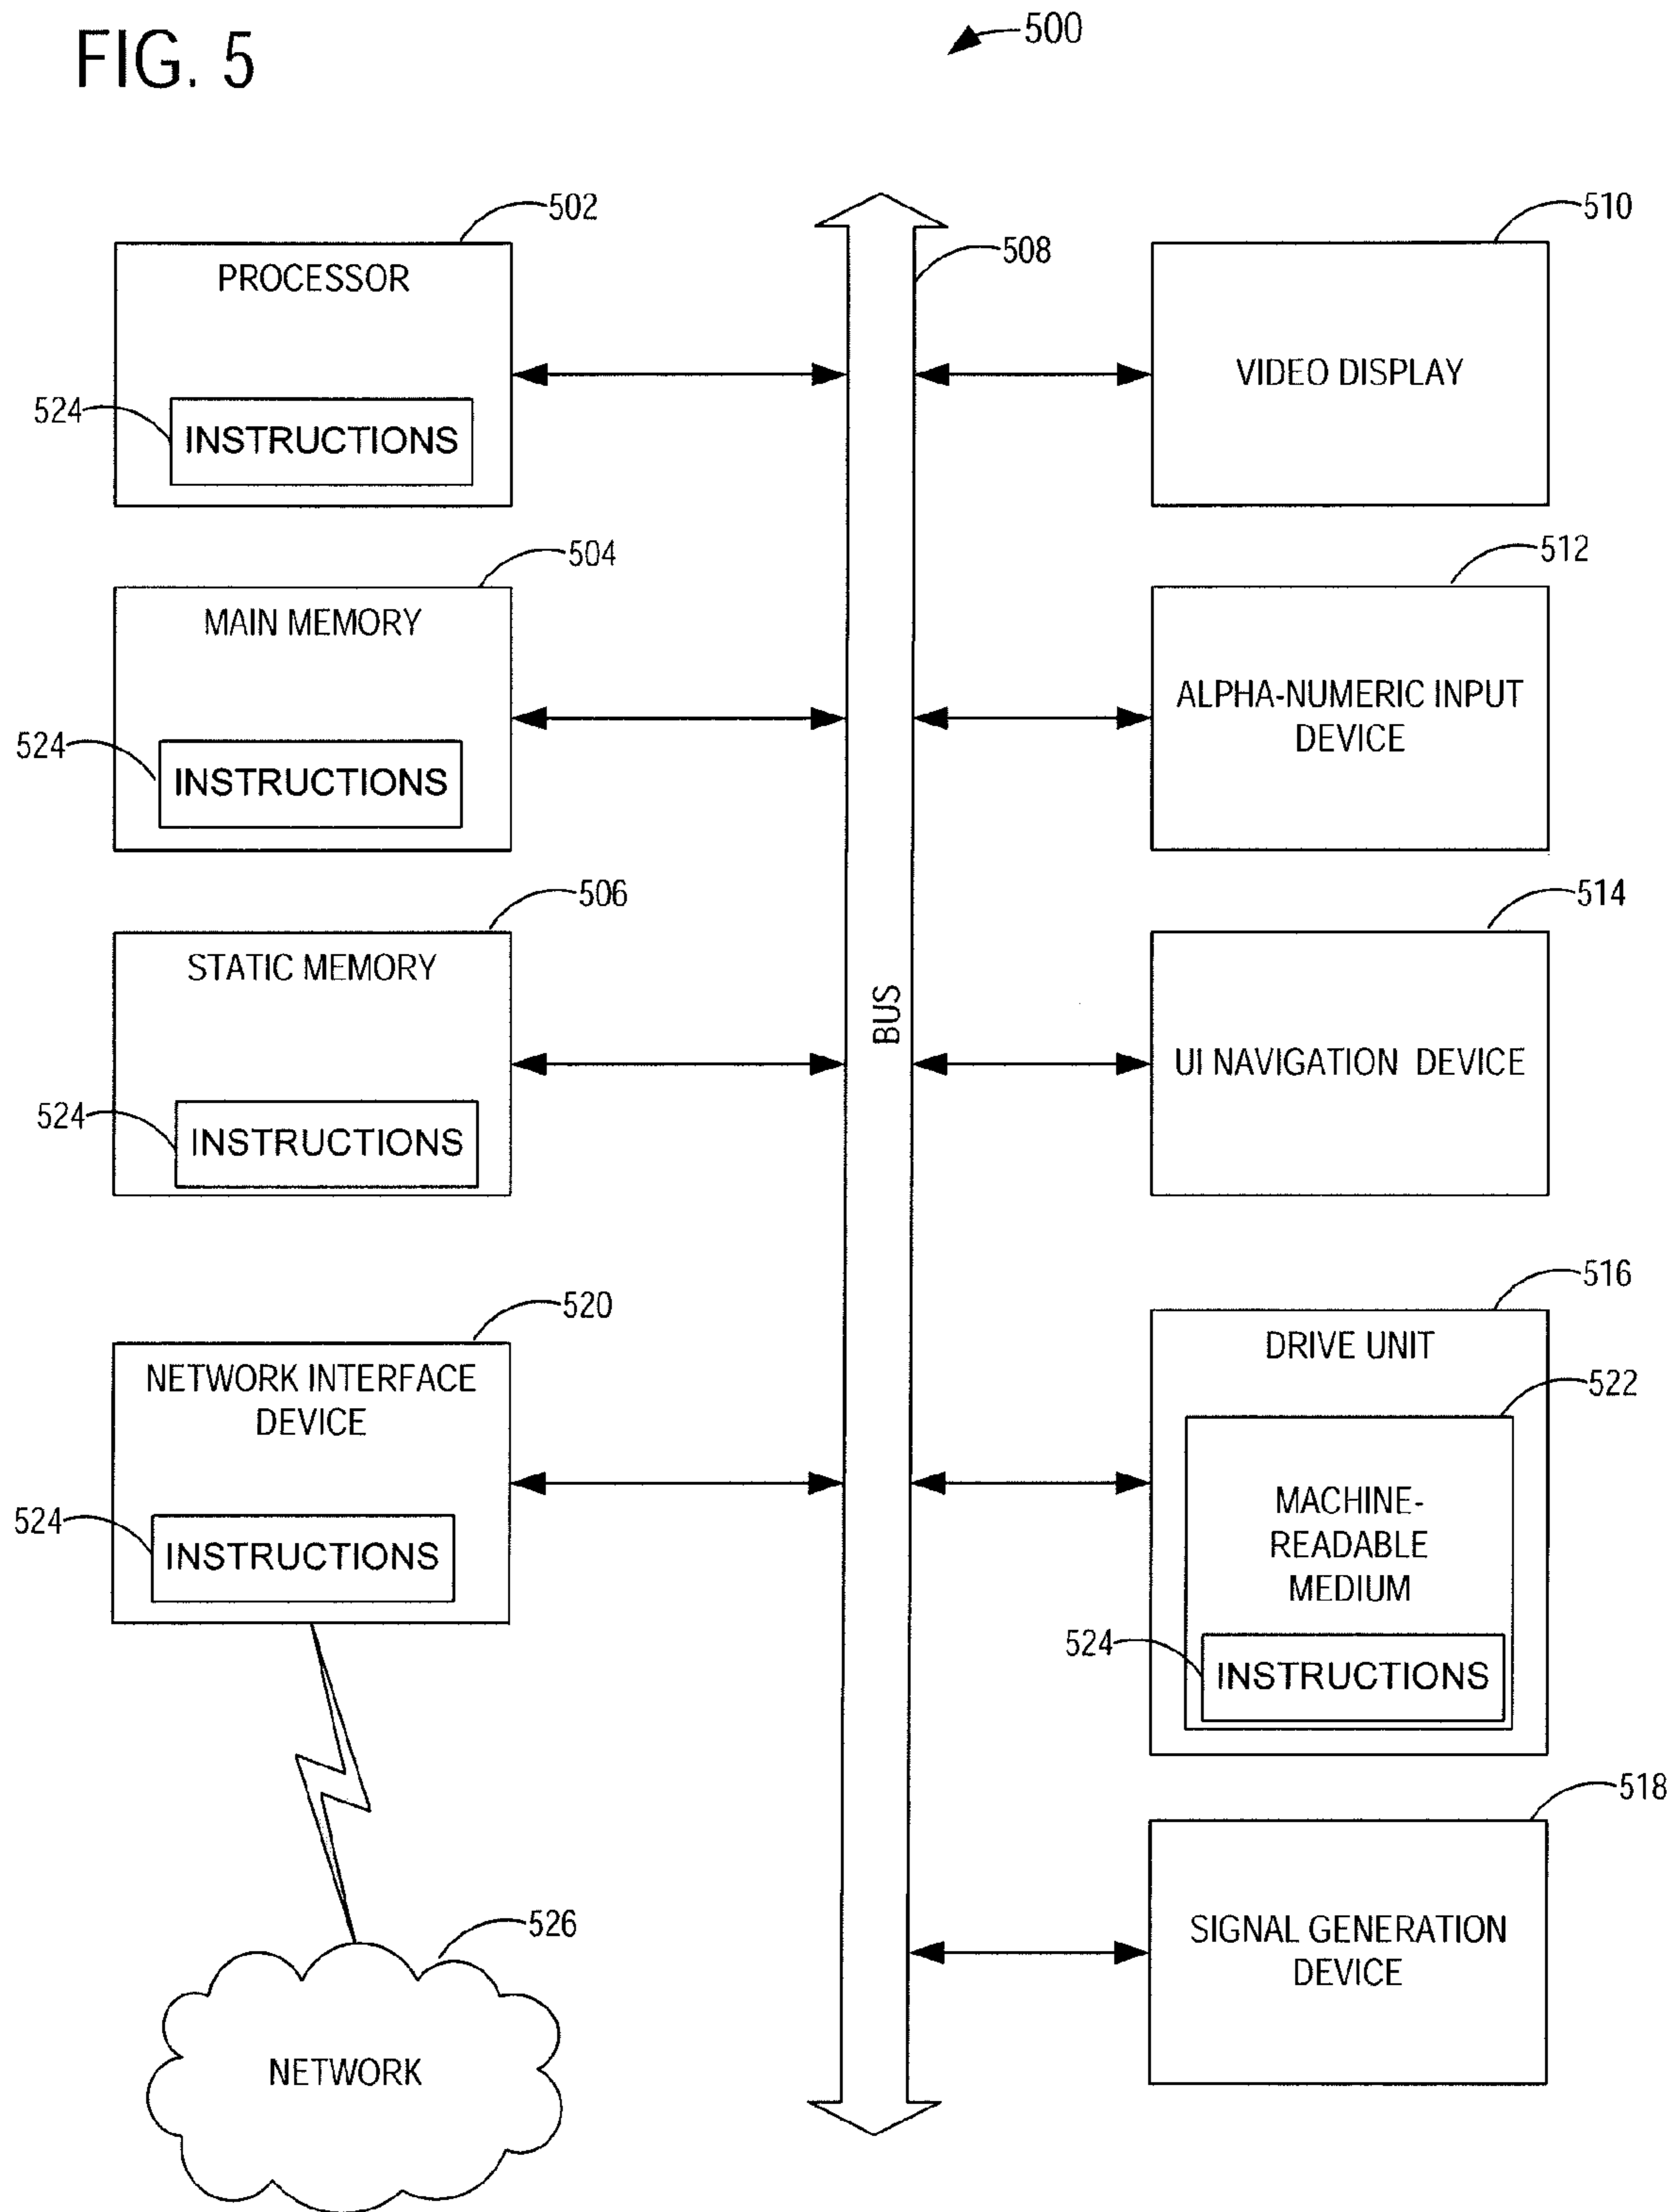 FIG. 5
500
502
PROCESSOR
524
INSTRUCTIONS
504
MAIN MEMORY
524
INSTRUCTIONS
506
STATIC MEMORY
524
INSTRUCTIONS
520
NETWORK INTERFACE
DEVICE
524
INSTRUCTIONS
526
NETWORK
508
BUS
510
VIDEO DISPLAY
512
ALPHA-NUMERIC INPUT
DEVICE
514
UI NAVIGATION DEVICE
516
DRIVE UNIT
522
MACHINE-
READABLE
MEDIUM
524
INSTRUCTIONS
518
SIGNAL GENERATION
DEVICE